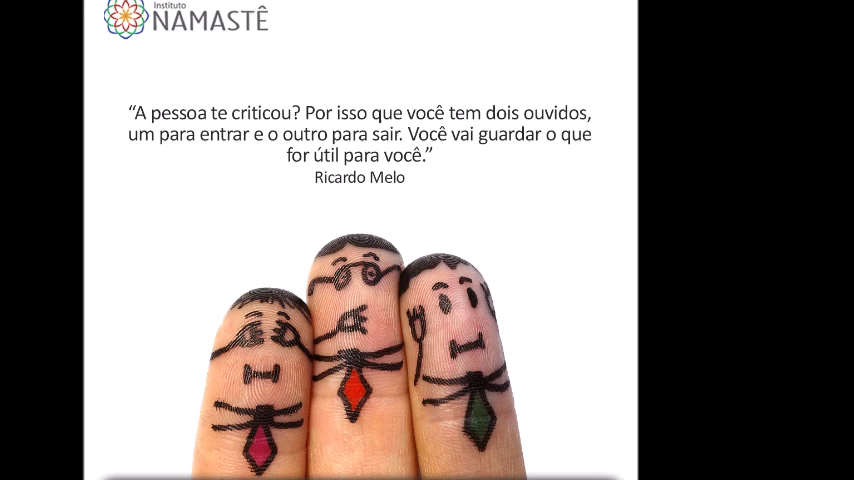 Instituto
NAMASTÊ
“A pessoa te criticou? Por isso que você tem dois ouvidos,
um para entrar e o outro para sair. Você vai guardar o que
for útil para você.”
Ricardo Melo